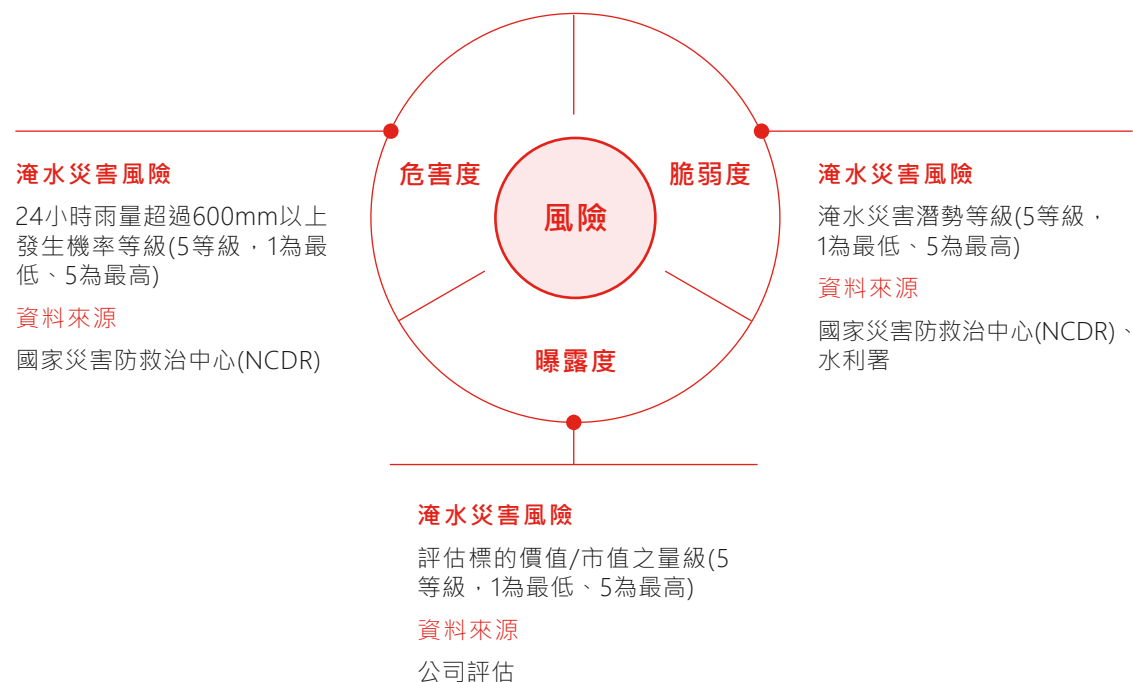 危害度
脆弱度
風險
曝露度
淹水災害風險
24小時雨量超過600mm以上
發生機率等級(5等級，1為最
低、5為最高)
資料來源
國家災害防救治中心(NCDR)
淹水災害風險
淹水災害潛勢等級(5等級，
1為最低、5為最高)
資料來源
國家災害防救治中心(NCDR)、
水利署
淹水災害風險
評估標的價值/市值之量級(5
等級，1為最低、5為最高)
資料來源
公司評估